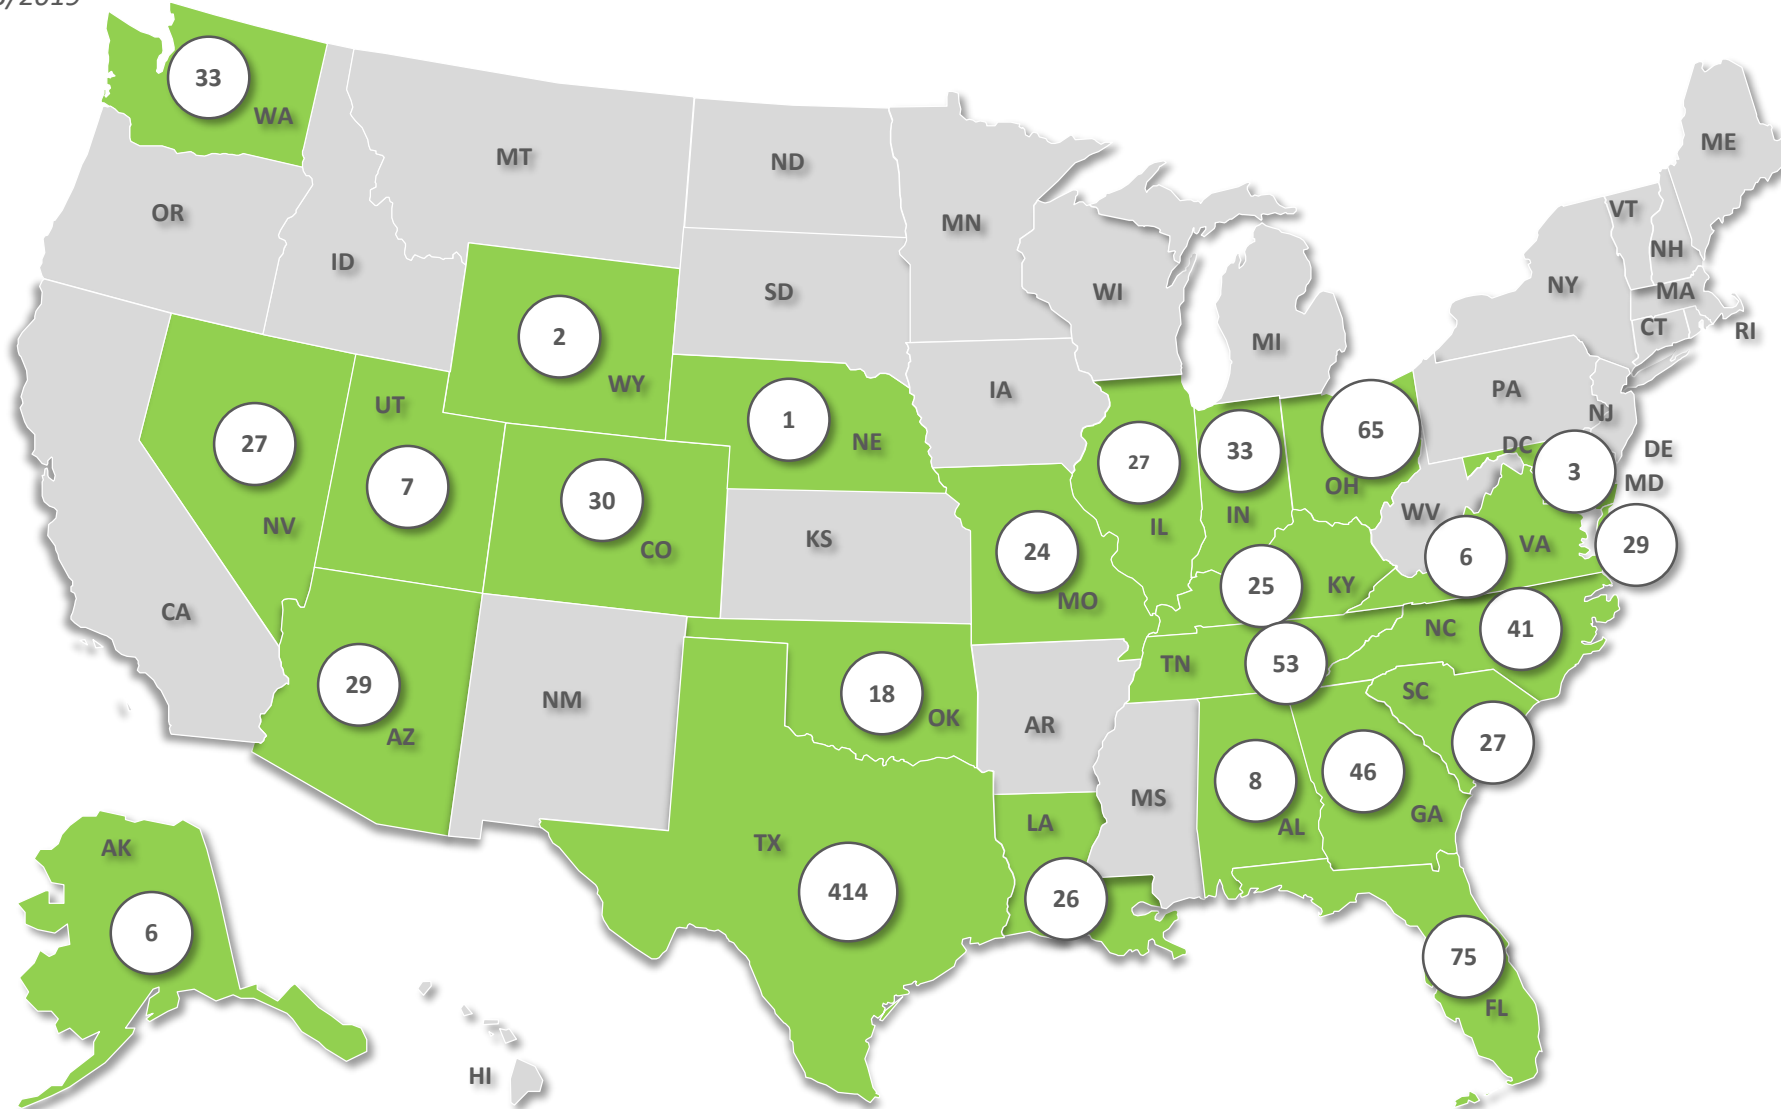 /2019
33
WA
MT
ND
MN
ME
OR
ID
SD
WI
MI
NY
VT
NH
MA
CT
RI
2
WY
IA
PA
NJ
UT
1
NE
27
33
65
DC
DE
27
NV
7
30
CO
KS
24
MO
IL
IN
OH
WV
3
MD
CA
25
KY
6
VA
29
29
AZ
NM
18
OK
AR
TN
53
NC
41
SC
27
MS
8
AL
46
GA
AK
6
TX
414
LA
26
75
FL
HI